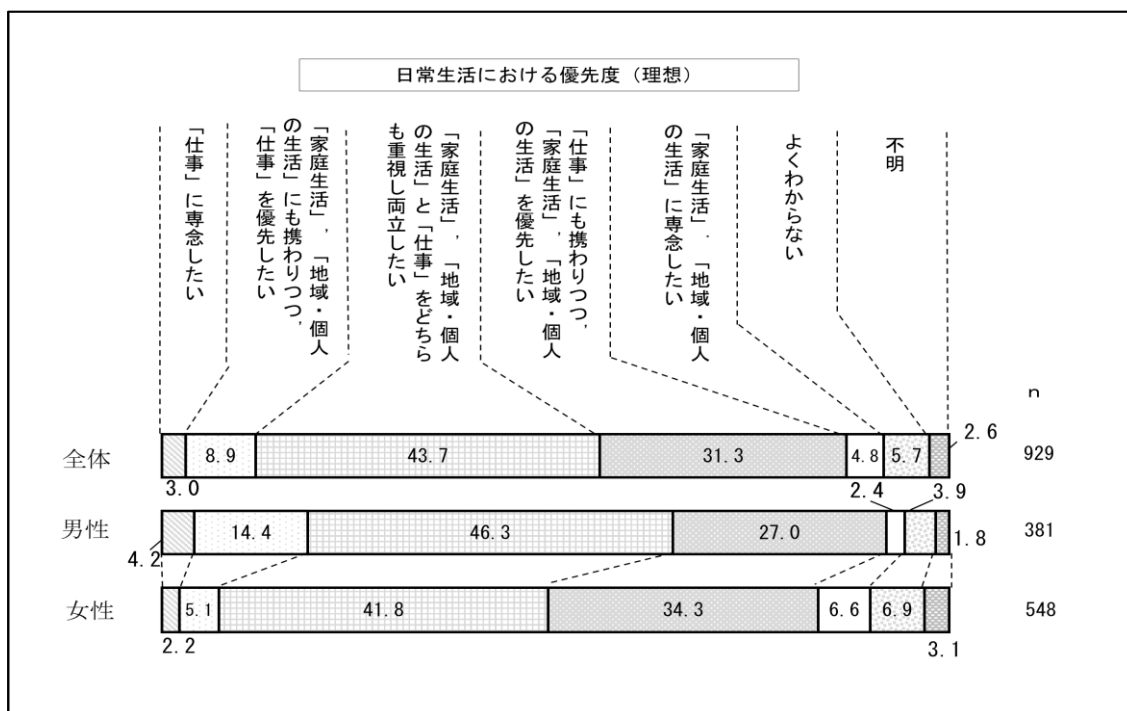 日常生活における優先度（理想）
「仕事」に専念したい
「家庭生活」，「地域・個人
の生活」にも携わりつつ，
「仕事」を優先したい
「家庭生活」，「地域・個人
の生活」と「仕事」をどちら
も重視し両立したい
「仕事」にも携わりつつ，
「家庭生活」，「地域・個人
の生活」を優先したい
「家庭生活」，「地域・個人
の生活」に専念したい
よくわからない
不明
n
全体
3.0
8.9
43.7
31.3
4.8
5.7
2.6
929
男性
4.2
14.4
46.3
27.0
2.4
3.9
1.8
381
女性
2.2
5.1
41.8
34.3
6.6
6.9
3.1
548